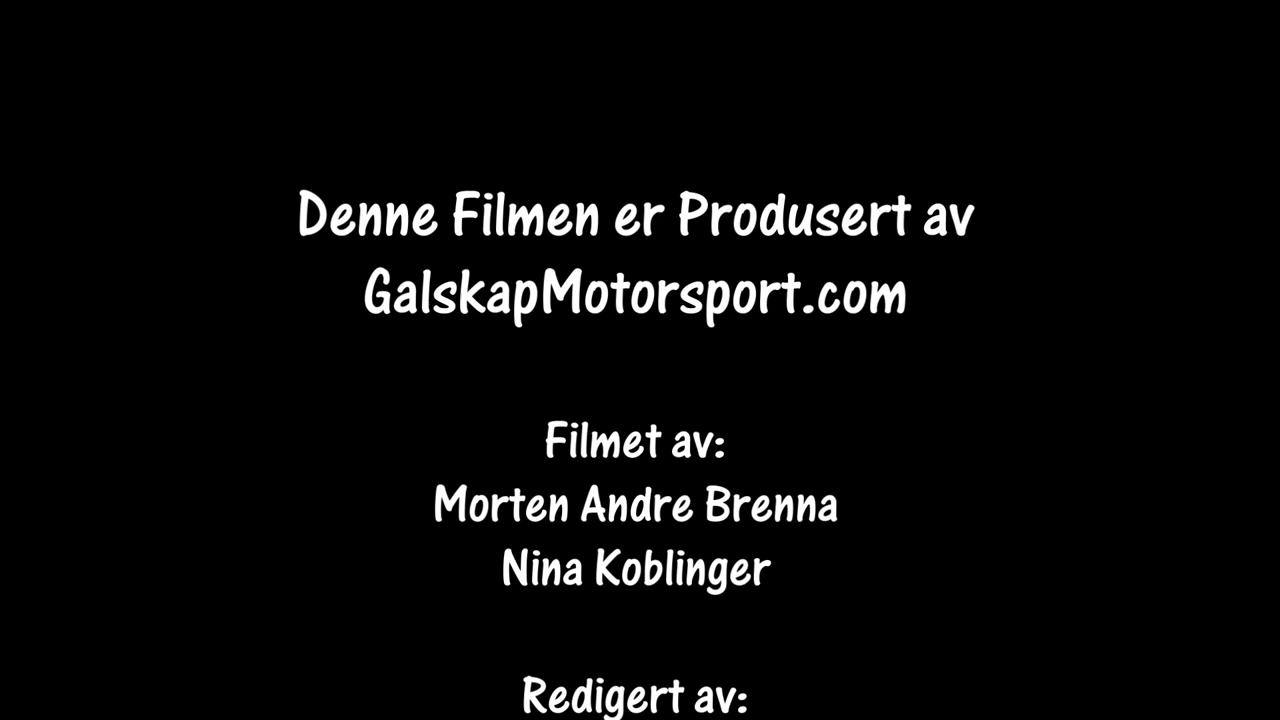 Denne Filmen er Produsert av
GalskapMotorsport.com
Filmet av:
Morten Andre Brenna
Nina Koblinger
Redigert av: